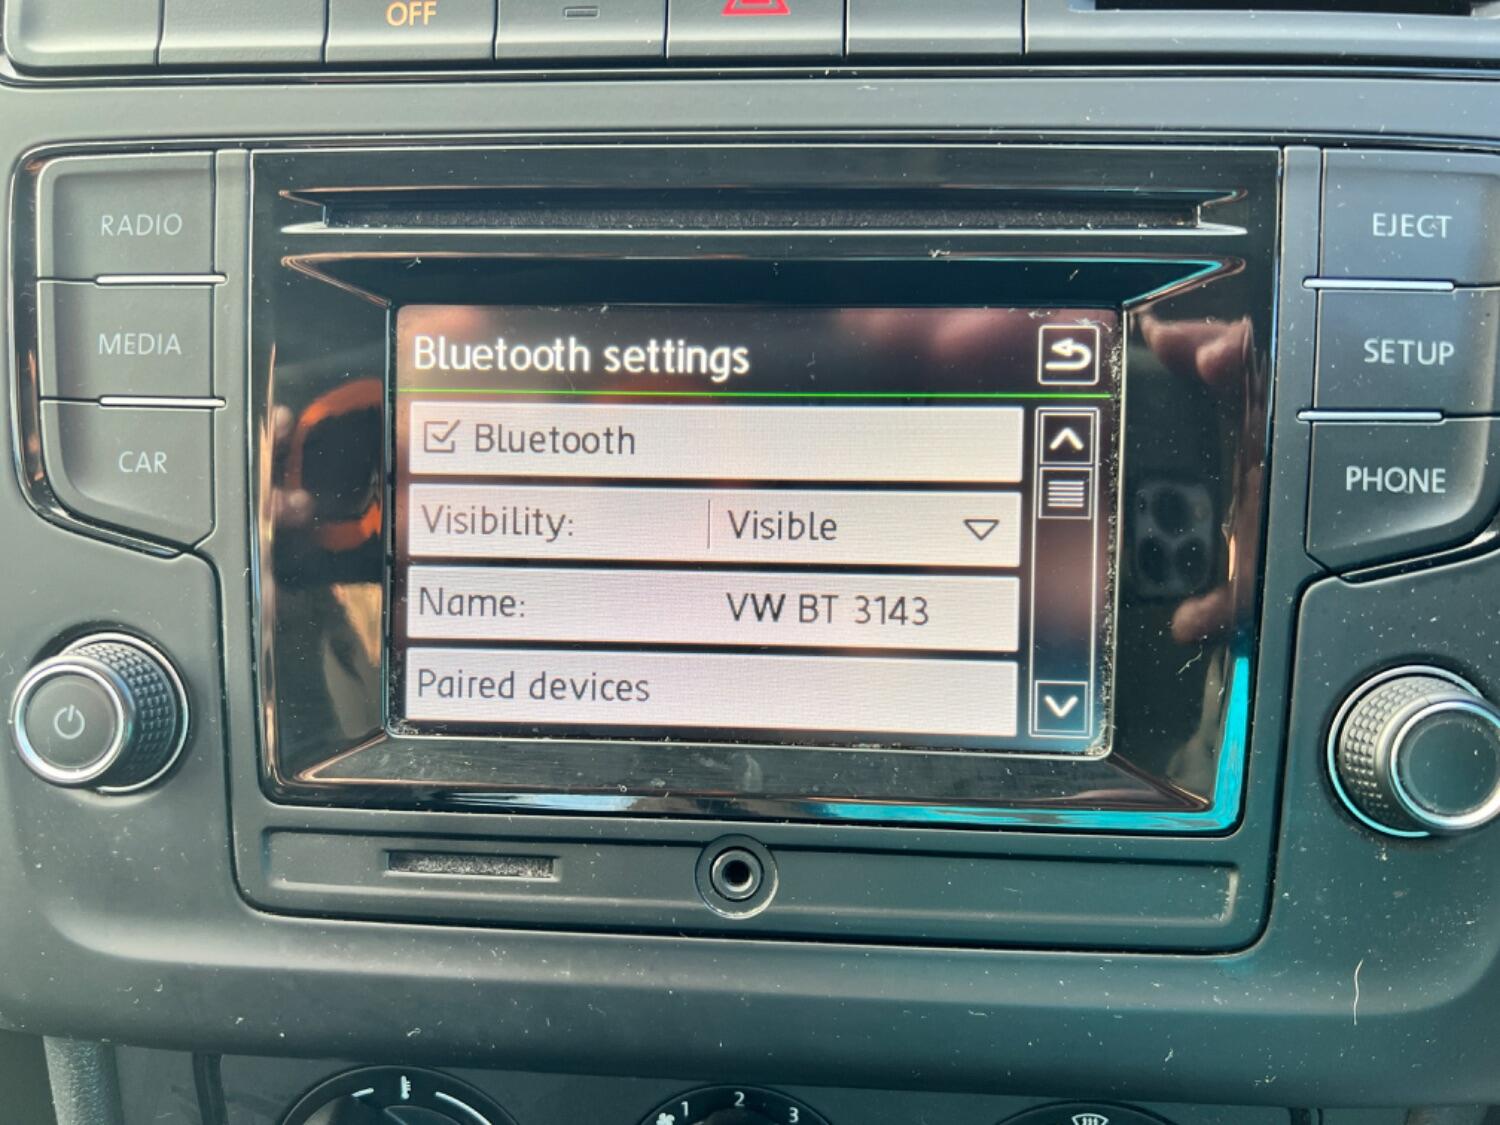 OFF
RADIO
MEDIA
CAR
EJECT
SETUP
PHONE
Bluetooth settings
Bluetooth
Visibility: Visible
Name: VW BT 3143
Paired devices
1 2 3